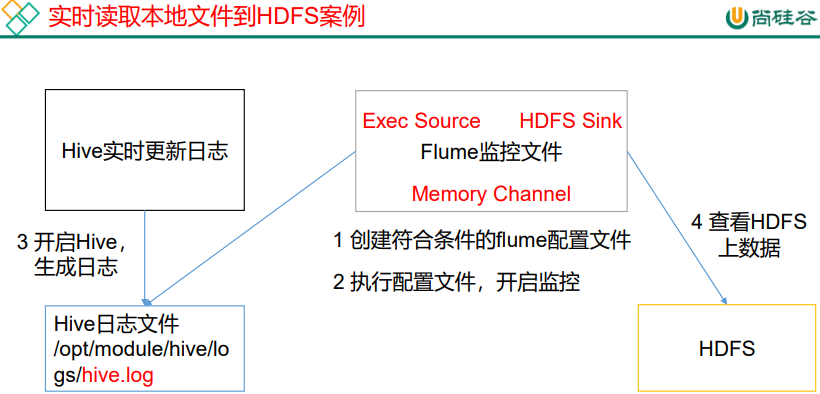 实时读取本地文件到HDFS案例
尚硅谷
Hive实时更新日志
Exec Source
HDFS Sink
Flume监控文件
Memory Channel
3 开启Hive，
生成日志
1 创建符合条件的flume配置文件
2 执行配置文件，开启监控
4 查看HDFS
上数据
Hive日志文件
/opt/module/hive/lo
gs/hive.log
HDFS